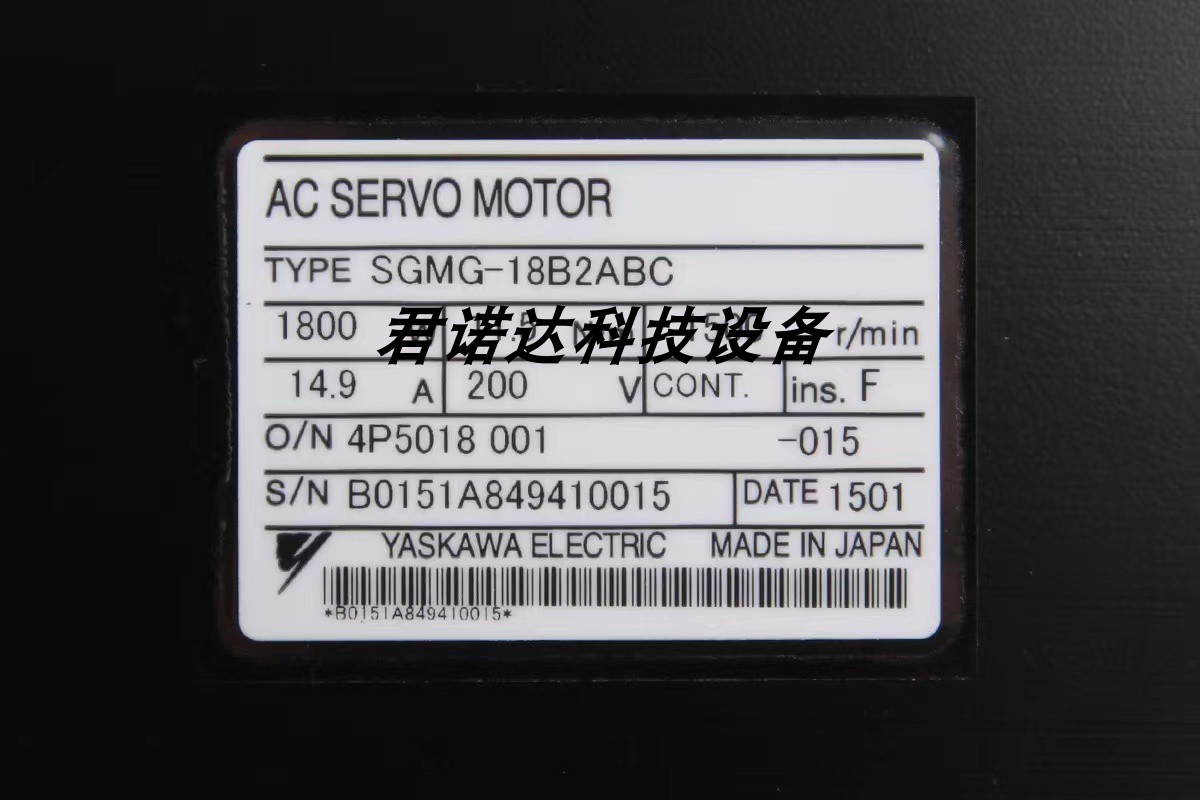 AC SERVO MOTOR
TYPE SGMG-18B2ABC
1800 r/min
君诺达科技设备
14.9 A 200 V CONT. ins. F
O/N 4P5018 001 -015
S/N B0151A849410015 DATE 1501
YASKAWA ELECTRIC MADE IN JAPAN
*B0151A849410015*